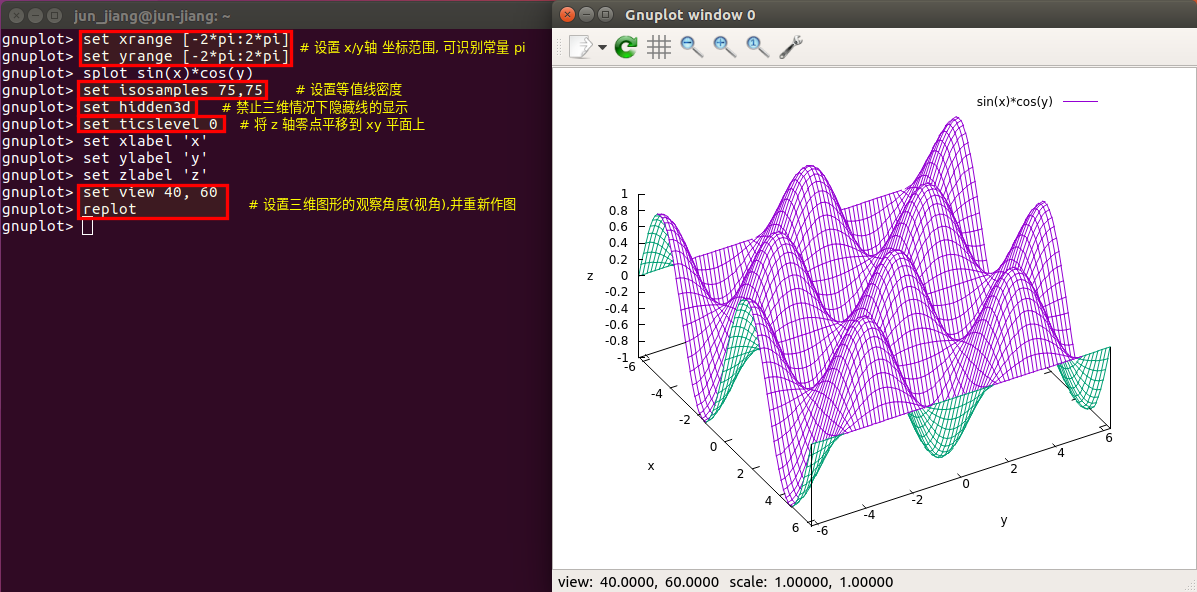 jun_jiang@jun-jiang: ~
gnuplot> set xrange [-2*pi:2*pi]
gnuplot> set yrange [-2*pi:2*pi]
# 设置 x/y轴 坐标范围, 可识别常量 pi
gnuplot> splot sin(x)*cos(y)
gnuplot> set isosamples 75,75 # 设置等值线密度
gnuplot> set hidden3d # 禁止三维情况下隐藏线的显示
gnuplot> set ticslevel 0 # 将 z 轴零点平移到 xy 平面上
gnuplot> set xlabel 'x'
gnuplot> set ylabel 'y'
gnuplot> set zlabel 'z'
gnuplot> set view 40, 60
gnuplot> replot
# 设置三维图形的观察角度(视角),并重新作图
gnuplot>
Gnuplot window 0
1
sin(x)*cos(y)
1
0.8
0.6
0.4
0.2
0
-0.2
-0.4
-0.6
-0.8
-1
z
-6
-4
-2
0
2
4
6
x
-6
-4
-2
0
2
4
6
y
view: 40.0000, 60.0000 scale: 1.00000, 1.00000